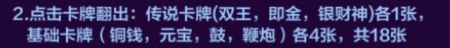 2.点击卡牌翻出：传说卡牌(双王，即金，银财神)各1张，
基础卡牌（铜钱，元宝，鼓，鞭炮）各4张，共18张